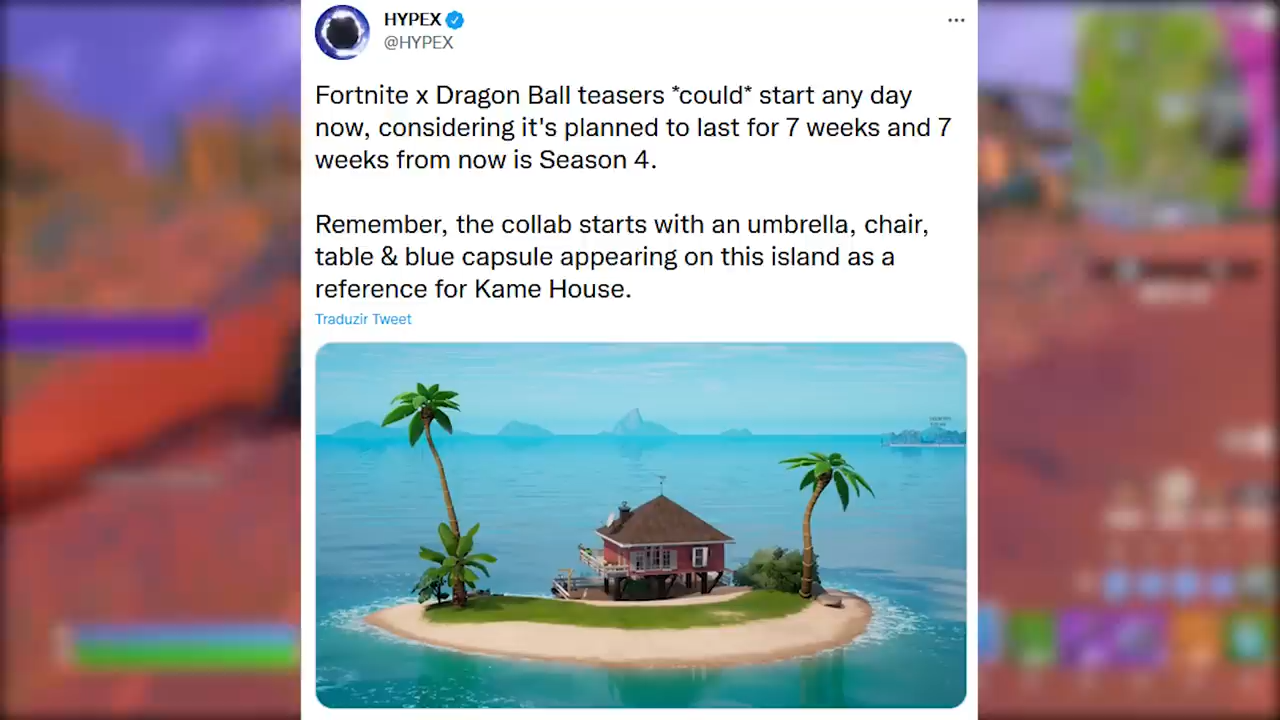 HYPEX
@HYPEX
Fortnite x Dragon Ball teasers *could* start any day
now, considering it's planned to last for 7 weeks and 7
weeks from now is Season 4.
Remember, the collab starts with an umbrella, chair,
table & blue capsule appearing on this island as a
reference for Kame House.
Traduzir Tweet